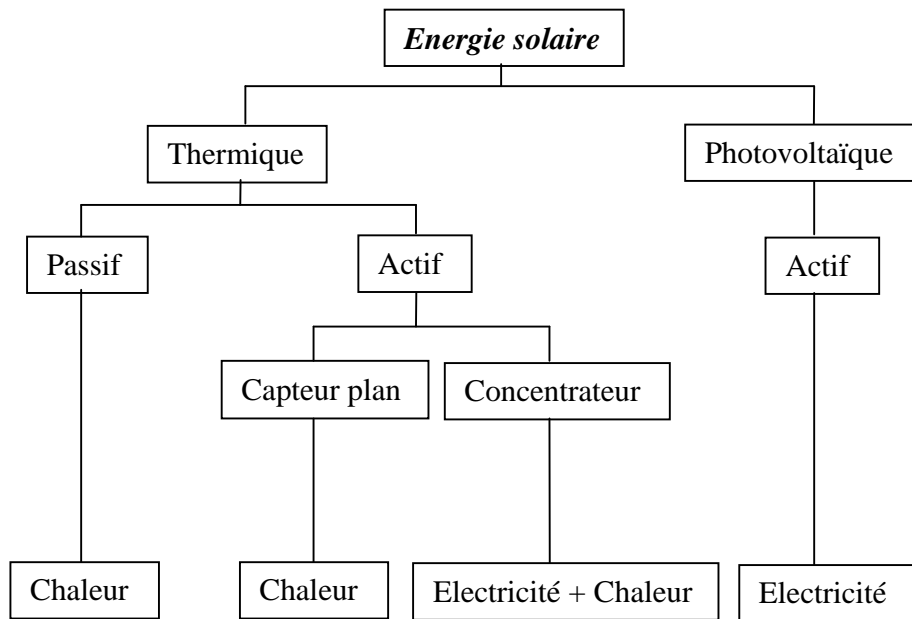 Energie solaire
Thermique
Photovoltaïque
Passif
Actif
Actif
Capteur plan
Concentrateur
Chaleur
Chaleur
Electricité + Chaleur
Electricité